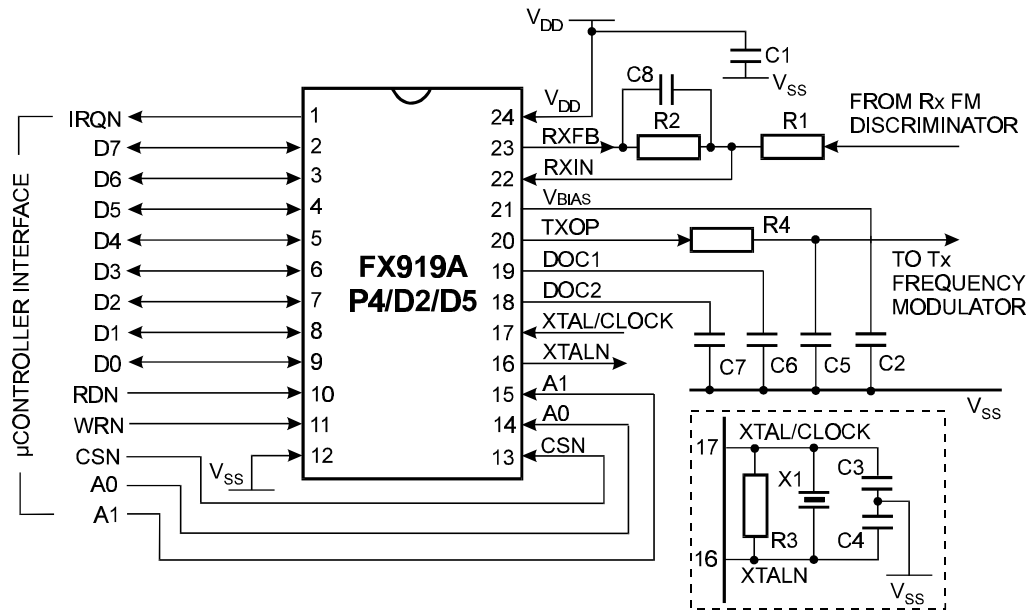 VDD
C1
VSS
C8
R2
R1
FROM Rx FM
DISCRIMINATOR
µCONTROLLER INTERFACE
IRQN
D7
D6
D5
D4
D3
D2
D1
D0
RDN
WRN
CSN
A0
A1
1
2
3
4
5
6
7
8
9
10
11
12
VSS
FX919A
P4/D2/D5
24
23
22
21
20
19
18
17
16
15
14
13
VDD
RXFB
RXIN
VBIAS
TXOP
DOC1
DOC2
XTAL/CLOCK
XTALN
A1
A0
CSN
R4
TO Tx
FREQUENCY
MODULATOR
C7
C6
C5
C2
VSS
17
XTAL/CLOCK
X1
C3
R3
C4
16
XTALN
VSS